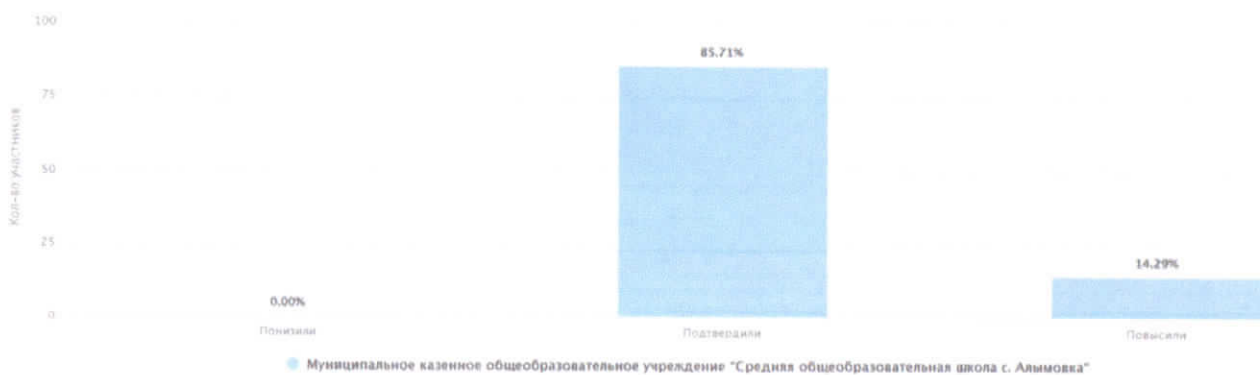 100
85.71%
75
Кол-во участников
50
25
14.29%
0.00%
0
Понизили
Подтвердили
Повысили
Муниципальное казенное общеобразовательное учреждение "Средняя общеобразовательная школа с. Алымовка"